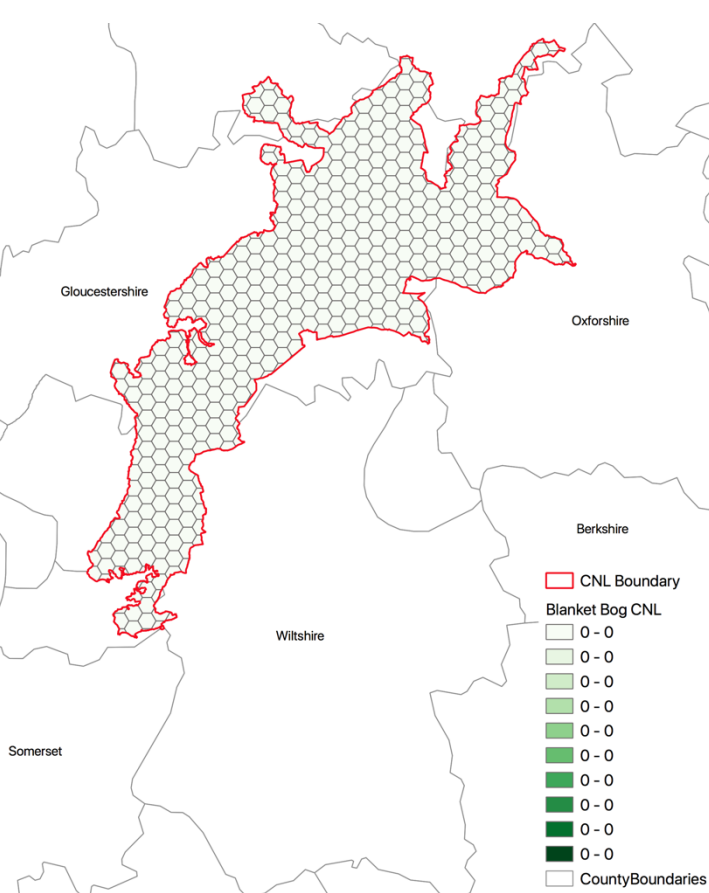 Gloucestershire
Oxforshire
Berkshire
Wiltshire
Somerset
CNL Boundary
Blanket Bog CNL
0 - 0
0 - 0
0 - 0
0 - 0
0 - 0
0 - 0
0 - 0
0 - 0
0 - 0
0 - 0
CountyBoundaries